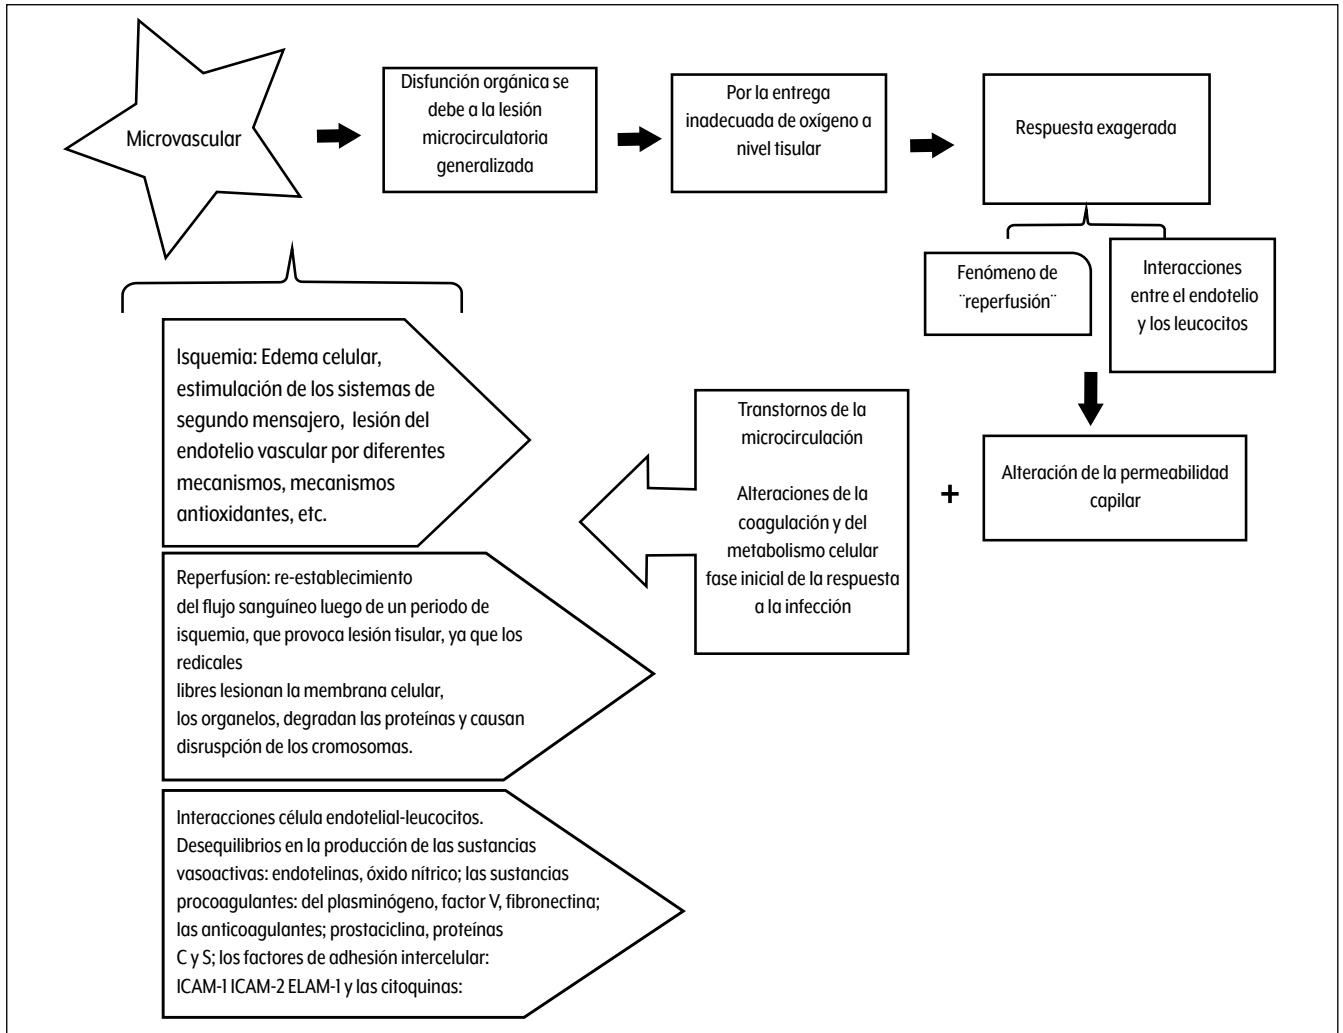 Microvascular
Disfunción orgánica se
debe a la lesión
microcirculatoria
generalizada
Por la entrega
inadecuada de oxígeno a
nivel tisular
Respuesta exagerada
Fenómeno de
¨reperfusión¨
Interacciones
entre el endotelio
y los leucocitos
Alteración de la permeabilidad
capilar
+
Transtornos de la
microcirculación
Alteraciones de la
coagulación y del
metabolismo celular
fase inicial de la respuesta
a la infección
Isquemia: Edema celular,
estimulación de los sistemas de
segundo mensajero, lesión del
endotelio vascular por diferentes
mecanismos, mecanismos
antioxidantes, etc.
Reperfusíon: re-establecimiento
del flujo sanguíneo luego de un periodo de
isquemia, que provoca lesión tisular, ya que los
redicales
libres lesionan la membrana celular,
los organelos, degradan las proteínas y causan
disruspción de los cromosomas.
Interacciones célula endotelial-leucocitos.
Desequilibrios en la producción de las sustancias
vasoactivas: endotelinas, óxido nítrico; las sustancias
procoagulantes: del plasminógeno, factor V, fibronectina;
las anticoagulantes; prostaciclina, proteínas
C y S; los factores de adhesión intercelular:
ICAM-1 ICAM-2 ELAM-1 y las citoquinas: